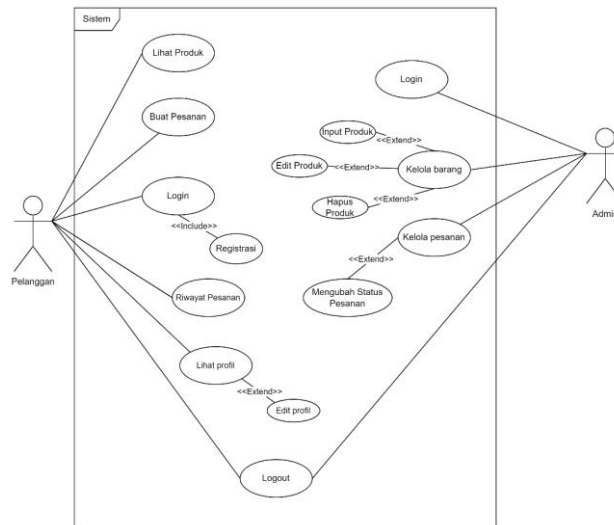 Sistem
Lihat Produk
Login
Buat Pesanan
Input Produk
<<Extend>>
Edit Produk
<<Extend>>
Kelola barang
Login
Hapus
Produk
<<Extend>>
<<Include>>
Kelola pesanan
Registrasi
<<Extend>>
Pelanggan
Admin
Riwayat Pesanan
Mengubah Status
Pesanan
Lihat profil
<<Extend>>
Edit profil
Logout